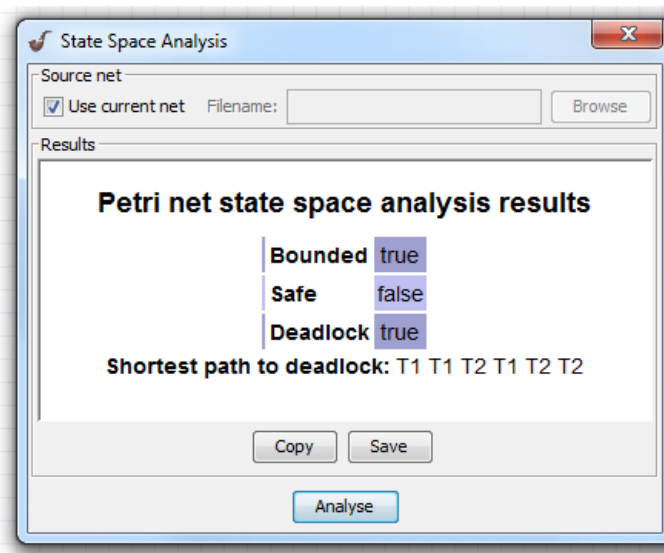 State Space Analysis
Source net
Use current net Filename: Browse
Results
Petri net state space analysis results
Bounded true
Safe false
Deadlock true
Shortest path to deadlock: T1 T1 T2 T1 T2 T2
Copy Save
Analyse